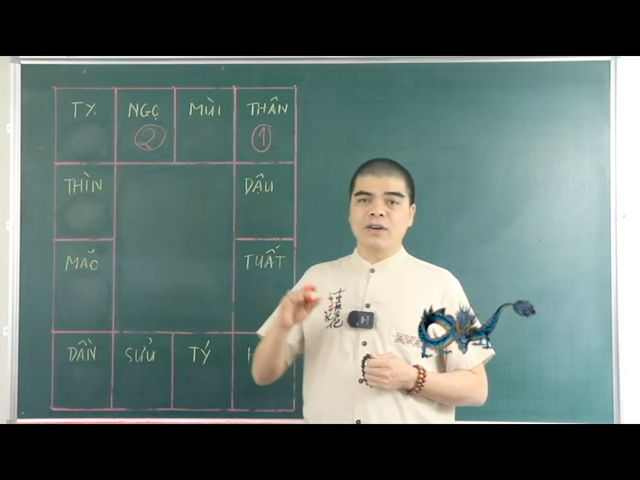 TỴ NGỌ MÙI THÂN
② ①
THÌN DẬU
MÃO TUẤT
DẦN SỬU TÝ H